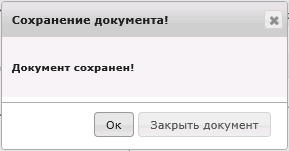 Сохранение документа!
Документ сохранен!
Ок Закрыть документ